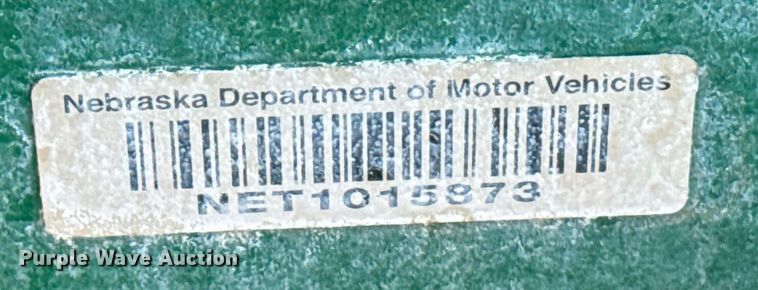 Nebraska Department of Motor Vehicles
NET1015873
Purple Wave Auction